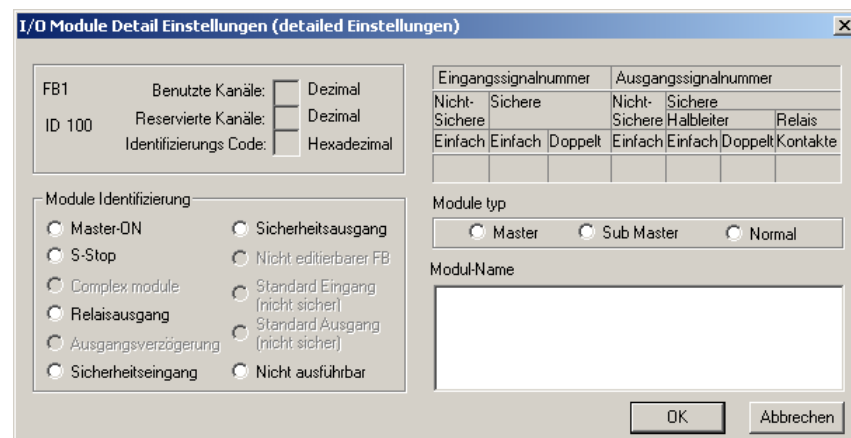 I/O Module Detail Einstellungen (detailed Einstellungen)
FB1
ID 100
Benutzte Kanäle: Dezimal
Reservierte Kanäle: Dezimal
Identifizierungs Code: Hexadezimal
Eingangssignalnummer Ausgangssignalnummer
Nicht- Sichere Nicht- Sichere
Sichere Sichere Halbleiter Relais
Einfach Einfach Doppelt Einfach Einfach Doppelt Kontakte
Module Identifizierung
Master-ON
S-Stop
Complex module
Relaisausgang
Ausgangsverzögerung
Sicherheitseingang
Sicherheitsausgang
Nicht editierbarer FB
Standard Eingang
(nicht sicher)
Standard Ausgang
(nicht sicher)
Nicht ausführbar
Module typ
Master Sub Master Normal
Modul-Name
OK Abbrechen